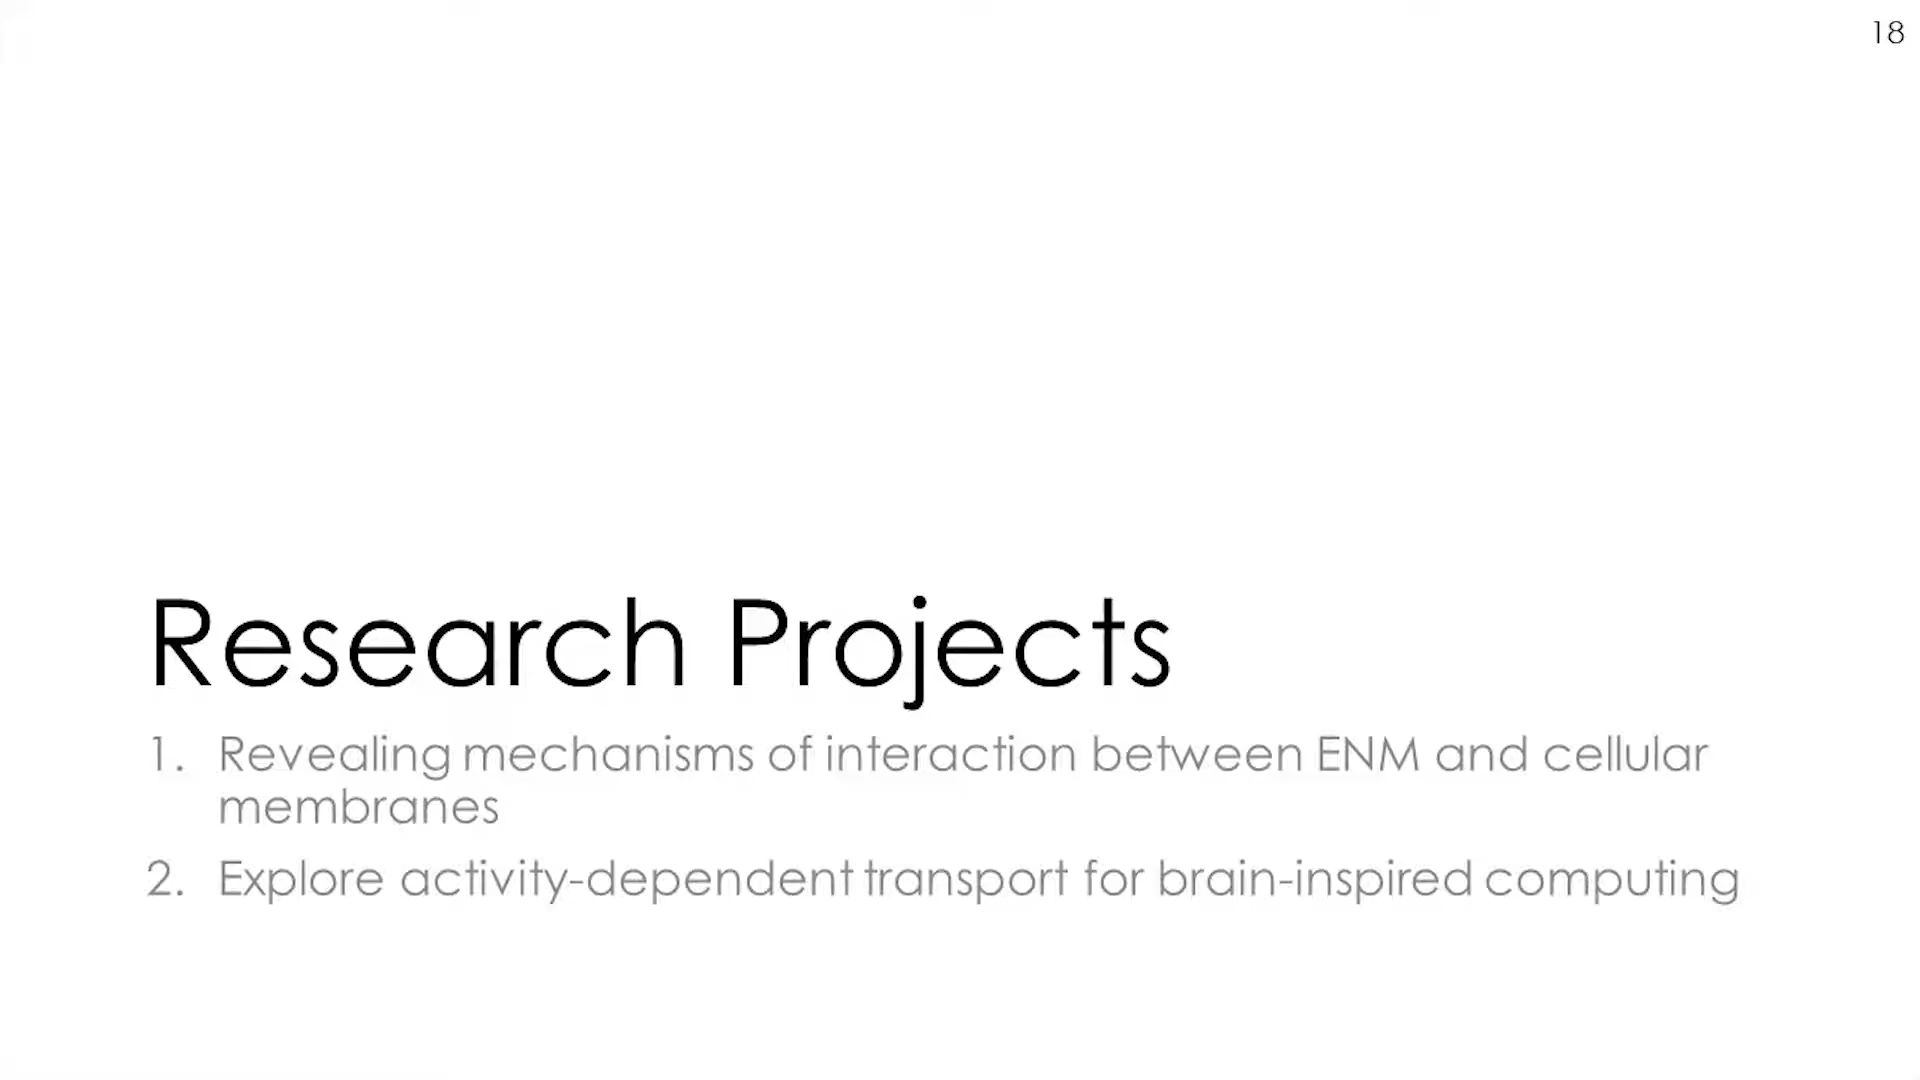 18
Research Projects
1. Revealing mechanisms of interaction between ENM and cellular
membranes
2. Explore activity-dependent transport for brain-inspired computing